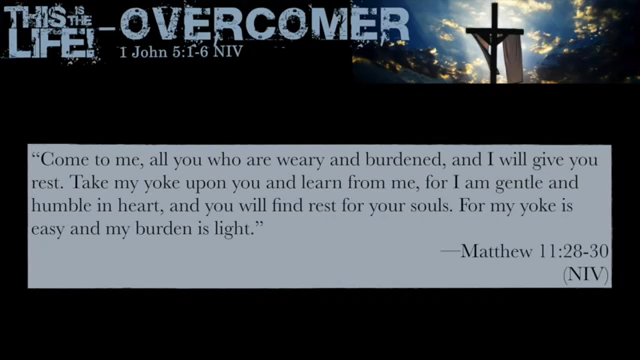 THIS IS THE LIFE! – OVERCOMER
1 John 5:1-6 NIV
“Come to me, all you who are weary and burdened, and I will give you
rest. Take my yoke upon you and learn from me, for I am gentle and
humble in heart, and you will find rest for your souls. For my yoke is
easy and my burden is light.”
—Matthew 11:28-30
(NIV)